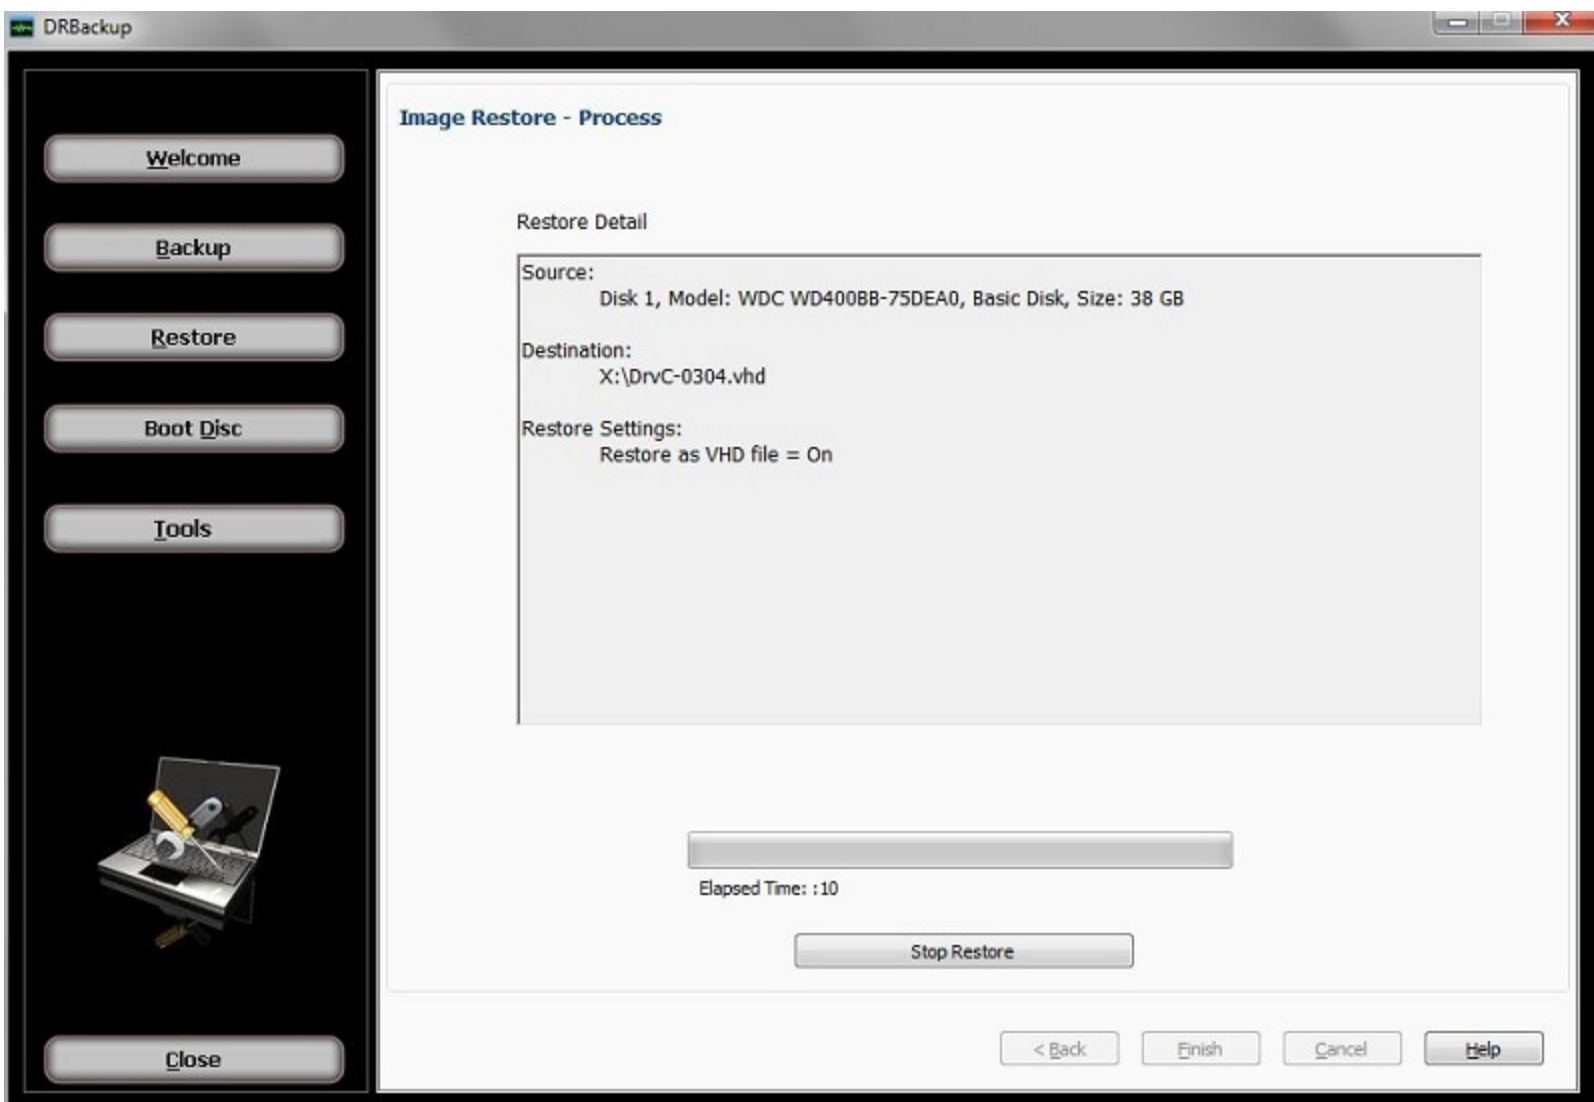 DRBackup
Welcome
Backup
Restore
Boot Disc
Tools
Close
Image Restore - Process
Restore Detail
Source:
Disk 1, Model: WDC WD400BB-75DEA0, Basic Disk, Size: 38 GB
Destination:
X:\DrvC-0304.vhd
Restore Settings:
Restore as VHD file = On
Elapsed Time: :10
Stop Restore
< Back Finish Cancel Help